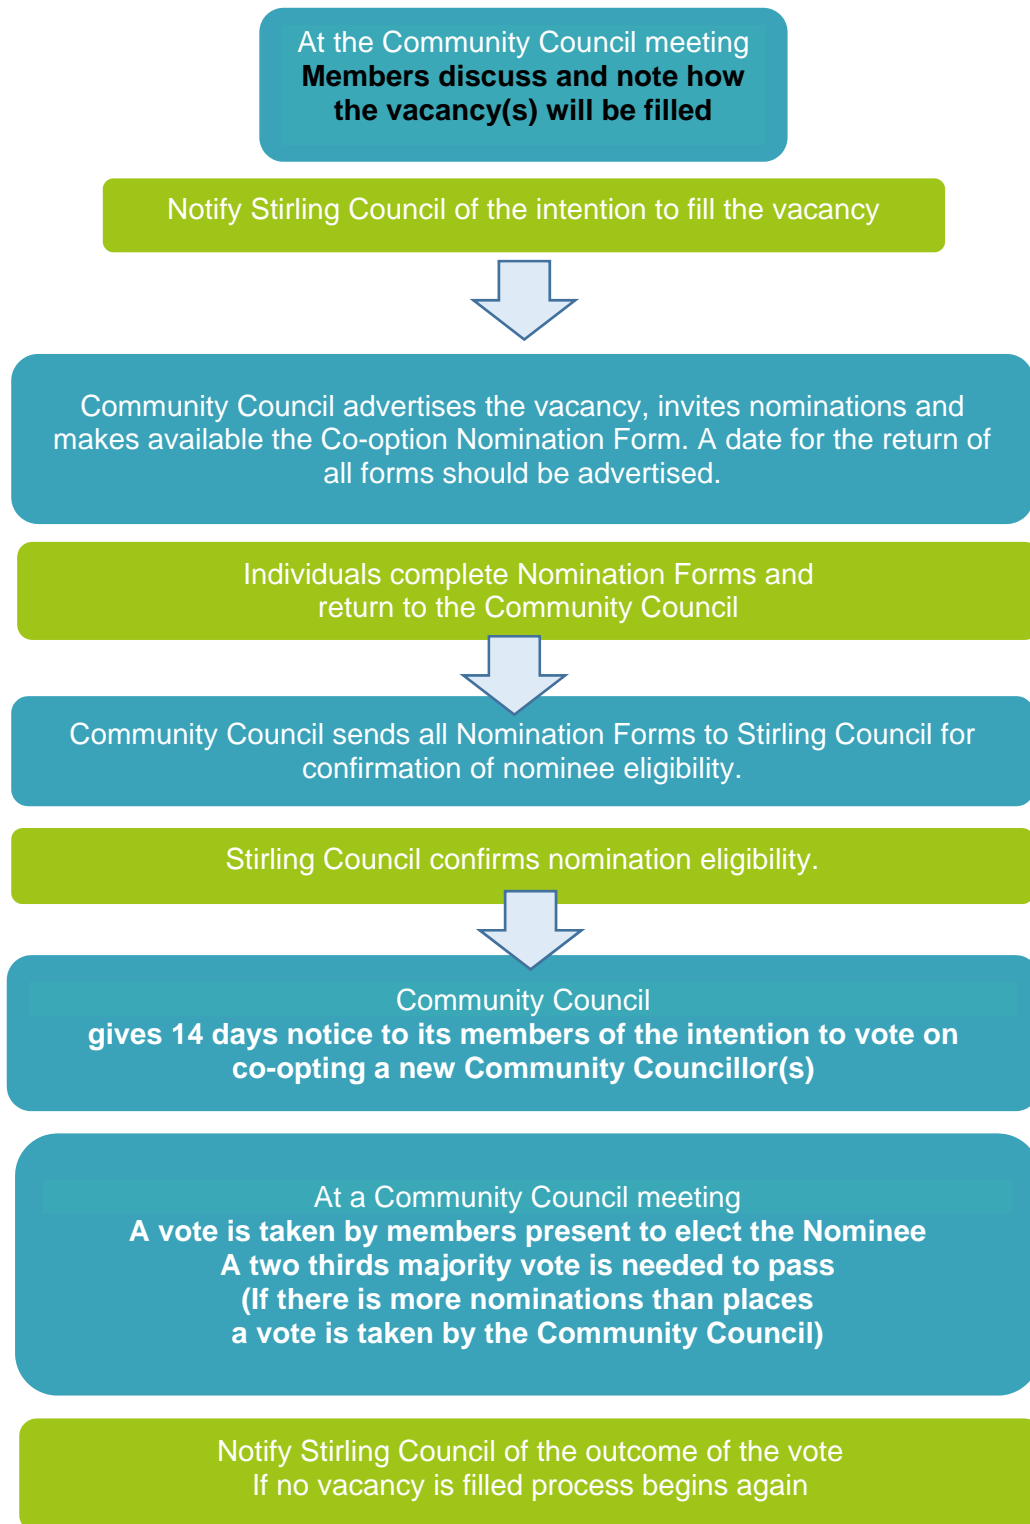 At the Community Council meeting
Members discuss and note how
the vacancy(s) will be filled
Notify Stirling Council of the intention to fill the vacancy
Community Council advertises the vacancy, invites nominations and
makes available the Co-option Nomination Form. A date for the return of
all forms should be advertised.
Individuals complete Nomination Forms and
return to the Community Council
Community Council sends all Nomination Forms to Stirling Council for
confirmation of nominee eligibility.
Stirling Council confirms nomination eligibility.
Community Council
gives 14 days notice to its members of the intention to vote on
co-opting a new Community Councillor(s)
At a Community Council meeting
A vote is taken by members present to elect the Nominee
A two thirds majority vote is needed to pass
(If there is more nominations than places
a vote is taken by the Community Council)
Notify Stirling Council of the outcome of the vote
If no vacancy is filled process begins again